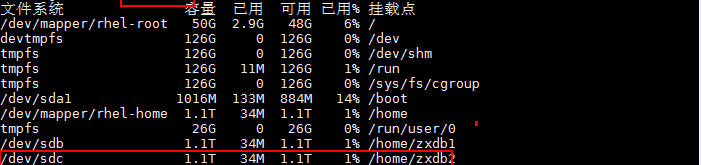 文件系统 容量 已用 可用 已用% 挂载点
/dev/mapper/rhel-root 50G 2.9G 48G 6% /
devtmpfs 126G 0 126G 0% /dev
tmpfs 126G 0 126G 0% /dev/shm
tmpfs 126G 11M 126G 1% /run
tmpfs 126G 0 126G 0% /sys/fs/cgroup
/dev/sda1 1016M 133M 884M 14% /boot
/dev/mapper/rhel-home 1.1T 34M 1.1T 1% /home
tmpfs 26G 0 26G 0% /run/user/0
/dev/sdb 1.1T 34M 1.1T 1% /home/zxdb1
/dev/sdc 1.1T 34M 1.1T 1% /home/zxdb2